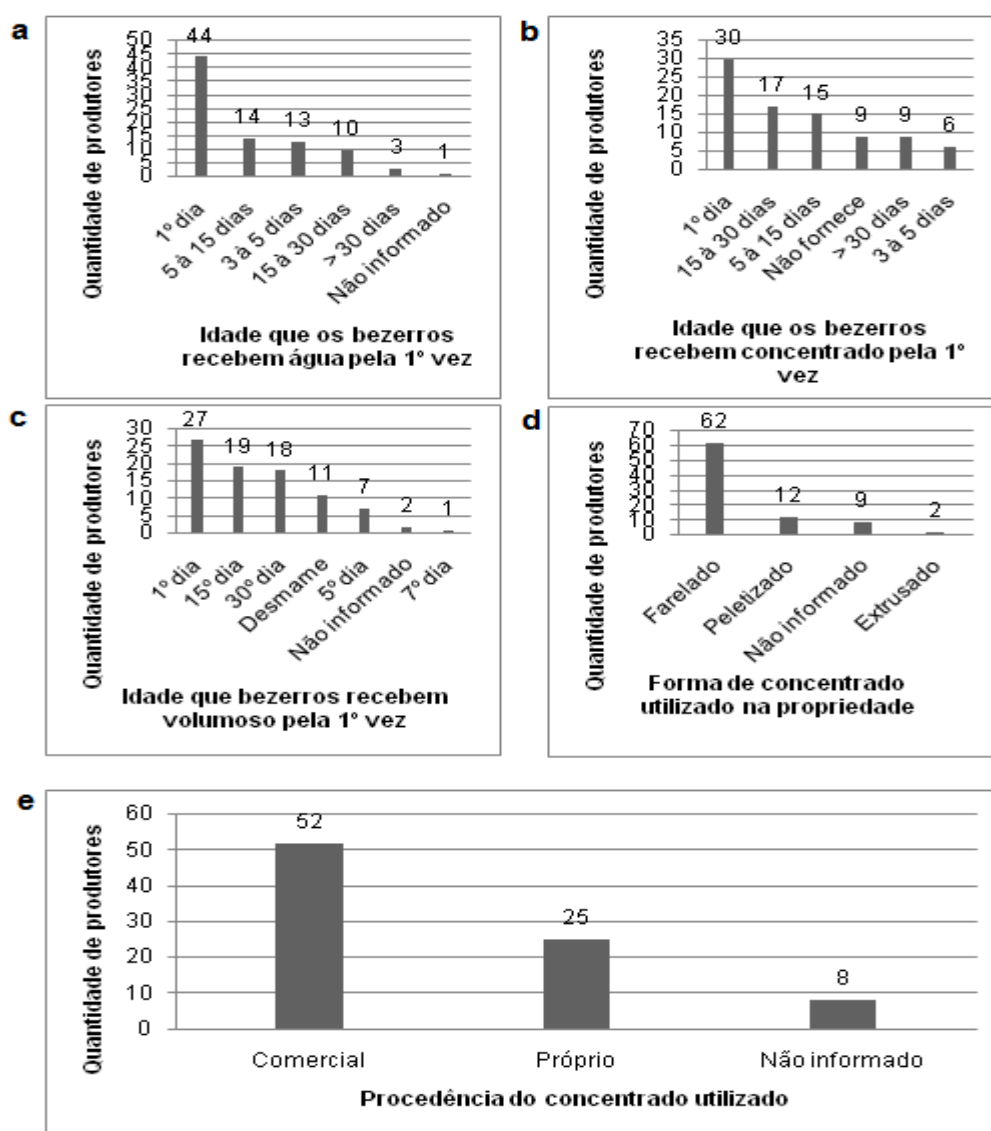 a
Quantidade de produtores
50
45
40
35
30
25
20
15
10
5
0
44
14
13
10
3
1
1º dia
5 à 15 dias
3 à 5 dias
15 à 30 dias
> 30 dias
Não informado
Idade que os bezerros
recebem água pela 1º vez
b
Quantidade de produtores
35
30
25
20
15
10
5
0
30
17
15
9
9
6
1º dia
15 à 30 dias
5 à 15 dias
Não fornece
> 30 dias
3 à 5 dias
Idade que os bezerros
recebem concentrado pela 1º
vez
c
Quantidade de produtores
30
25
20
15
10
5
0
27
19
18
11
7
2
1
1º dia
15º dia
30º dia
Desmame
5º dia
Não informado
7º dia
Idade que bezerros recebem
volumoso pela 1º vez
d
Quantidade de produtores
70
60
50
40
30
20
10
0
62
12
9
2
Farelado
Peletizado
Não informado
Extrusado
Forma de concentrado
utilizado na propriedade
e
Quantidade de produtores
60
50
40
30
20
10
0
52
25
8
Comercial
Próprio
Não informado
Procedência do concentrado utilizado